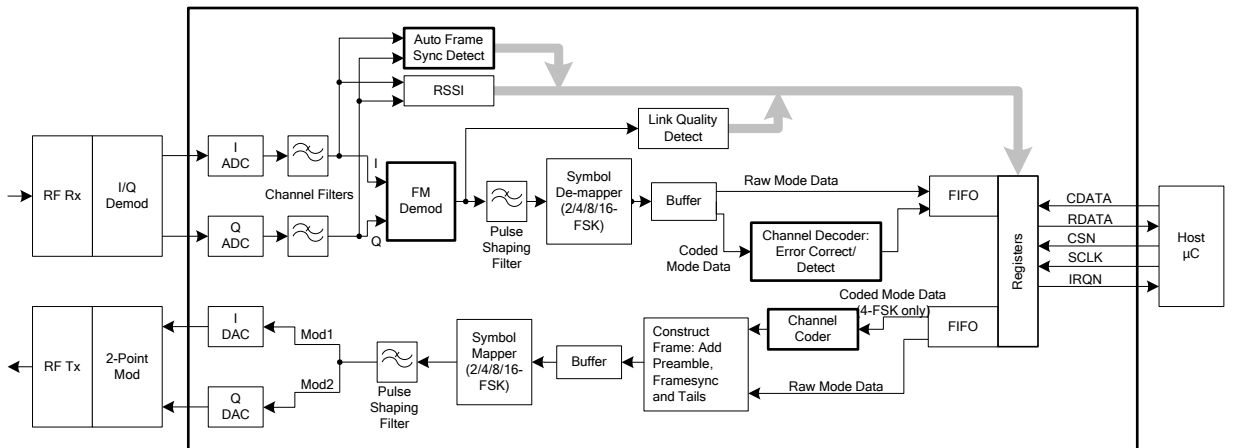 Auto Frame
Sync Detect
RSSI
Link Quality
Detect
RF Rx
I/Q
Demod
I
ADC
Channel Filters
Q
ADC
I
Q
FM
Demod
Pulse
Shaping
Filter
Symbol
De-mapper
(2/4/8/16-
FSK)
Buffer
Raw Mode Data
Coded
Mode Data
Channel Decoder:
Error Correct/
Detect
FIFO
Registers
CDATA
RDATA
CSN
SCLK
IRQN
Host
µC
RF Tx
2-Point
Mod
I
DAC
Q
DAC
Mod1
Mod2
Pulse
Shaping
Filter
Symbol
Mapper
(2/4/8/16-
FSK)
Buffer
Construct
Frame: Add
Preamble,
Framesync
and Tails
Channel
Coder
Coded Mode Data
(4-FSK only)
FIFO
Raw Mode Data